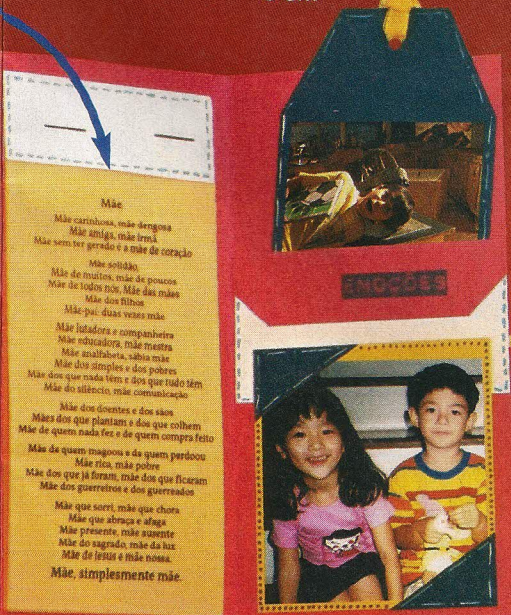 Mãe
Mãe carinhosa, mãe dengosa
Mãe amiga, mãe irmã
Mãe sem ter gerado é a mãe de coração
Mãe solidão,
Mãe de muitos, mãe de poucos
Mãe de todos nós, Mãe das mães
Mãe dos filhos
Mãe-pai: duas vezes mãe
Mãe lutadora e companheira
Mãe educadora, mãe mestra
Mãe analfabeta, sábia mãe
Mãe dos simples e dos pobres
Mãe dos que nada têm e dos que tudo têm
Mãe do silêncio, mãe comunicação
Mãe dos doentes e dos sãos
Mães dos que plantam e dos que colhem
Mãe de quem nada fez e de quem compra feito
Mãe da quem magoou e da quem perdoou
Mãe rica, mãe pobre
Mãe dos que já foram, mãe dos que ficaram
Mãe dos guerreiros e dos guerreados
Mãe que sorri, mãe que chora
Mãe que abraça e afaga
Mãe presente, mãe ausente
Mãe do sagrado, mãe da luz
Mãe de Jesus e mãe nossa.
Mãe, simplesmente mãe.